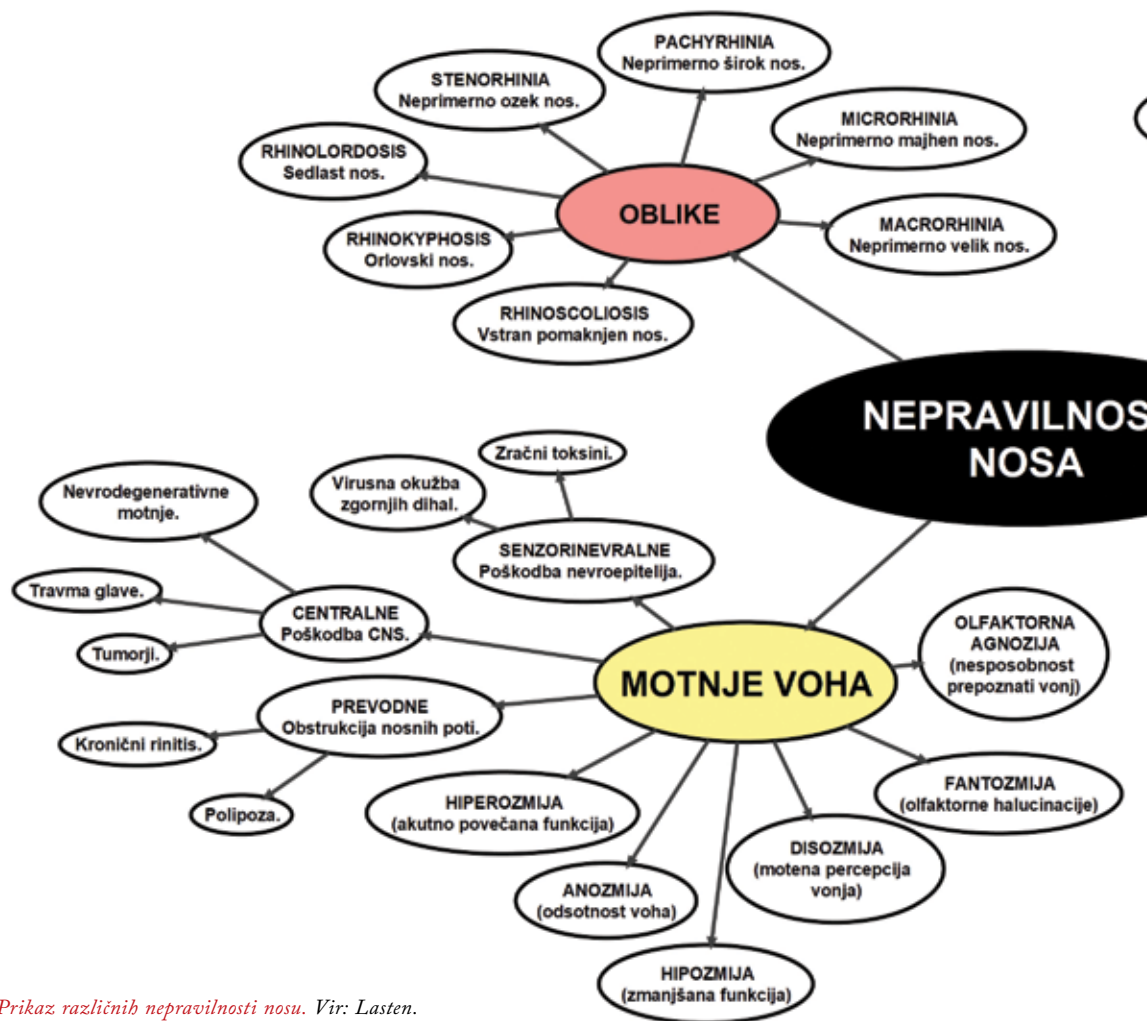 PACHYRHINIA
Neprimerno širok nos.
STENORHINIA
Neprimerno ozek nos.
MICRORHINIA
Neprimerno majhen nos.
RHINOLORDOSIS
Sedlast nos.
OBLIKE
MACRORHINIA
Neprimerno velik nos.
RHINOKYPHOSIS
Orlovski nos.
RHINOSCOLIOSIS
Vstran pomaknjen nos.
NEPRAVILNOS
NOSA
Zračni toksini.
Virusna okužba
zgornjih dihal.
Nevrodegenerativne
motnje.
SENZORINEVRALNE
Poškodba nevroepitelija.
Travma glave.
CENTRALNE
Poškodba CNS.
Tumorji.
OLFAKTORNA
AGNOZIJA
(nesposobnost
prepoznati vonj)
MOTNJE VOHA
PREVODNE
Obstrukcija nosnih poti.
Kronični rinitis.
Polipoza.
HIPEROZMIJA
(akutno povečana funkcija)
FANTOZMIJA
(olfaktorne halucinacije)
DISOZMIJA
(motena percepcija
vonja)
ANOZMIJA
(odsotnost voha)
HIPOZMIJA
(zmanjšana funkcija)
Prikaz različnih nepravilnosti nosu. Vir: Lasten.